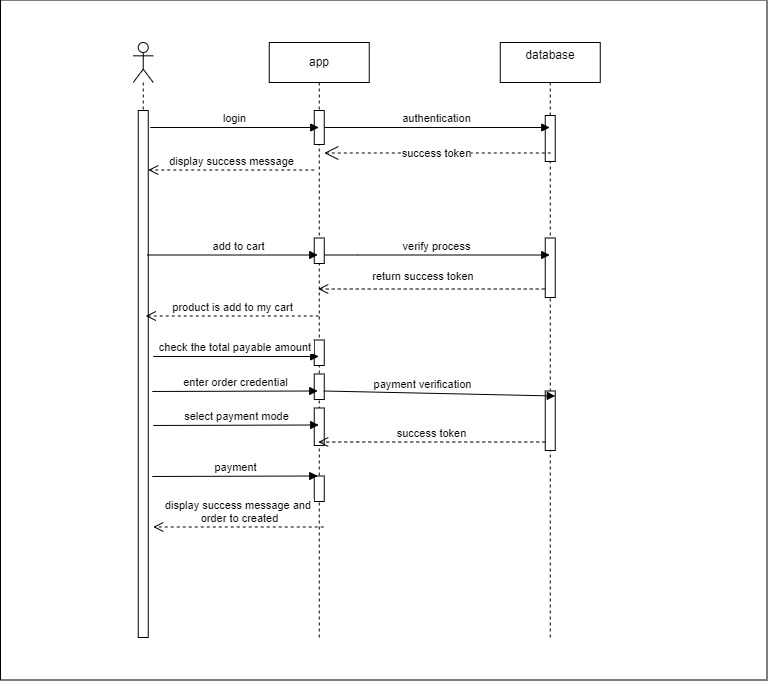 app
database
login
authentication
success token
display success message
add to cart
verify process
return success token
product is add to my cart
check the total payable amount
enter order credential
payment verification
select payment mode
success token
payment
display success message and
order to created